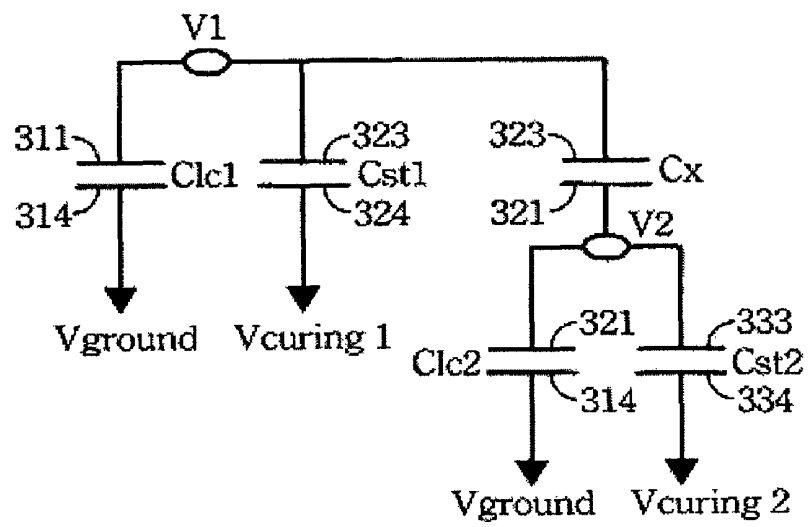 V1
311
314
Clc1
323
324
Cst1
323
321
Cx
V2
Vground
Vcuring 1
Clc2
321
314
333
334
Cst2
Vground
Vcuring 2